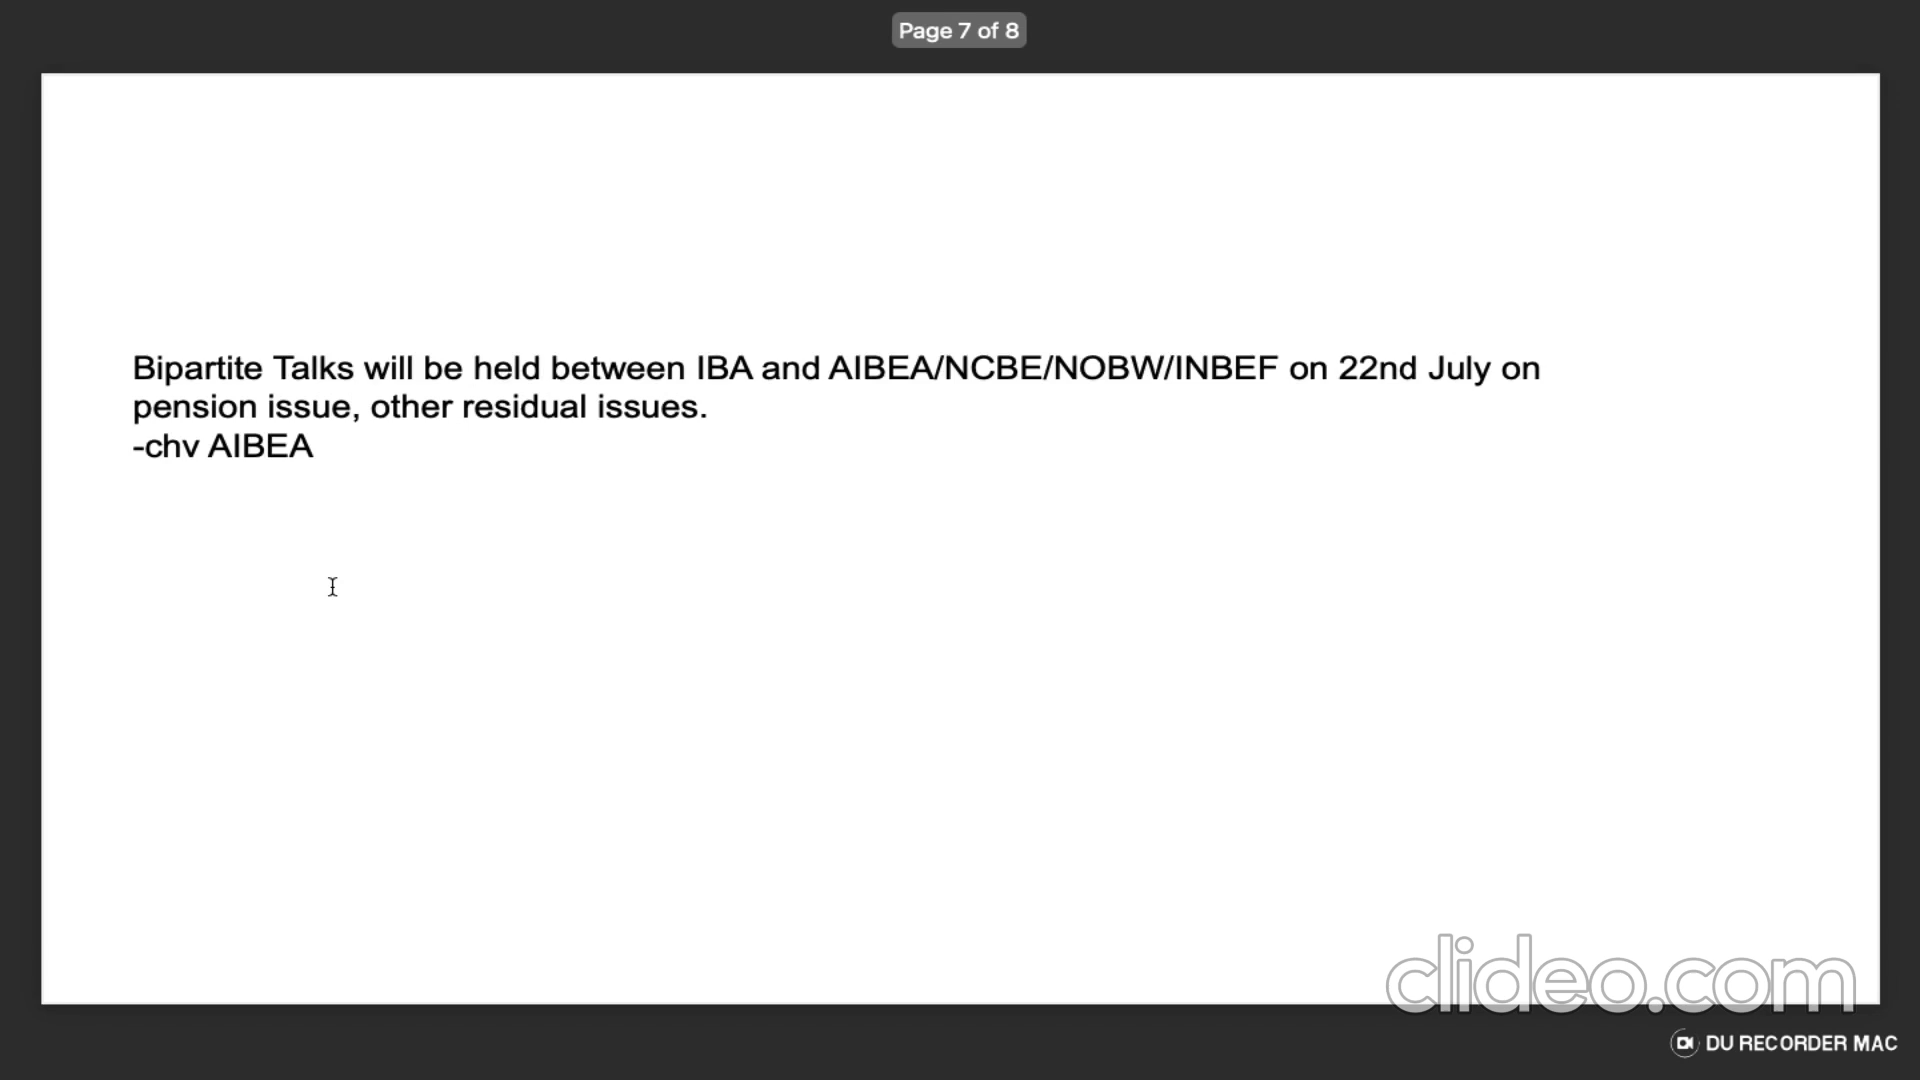 Page 7 of 8
Bipartite Talks will be held between IBA and AIBEA/NCBE/NOBW/INBEF on 22nd July on
pension issue, other residual issues.
-chv AIBEA
clideo.com
DU RECORDER MAC